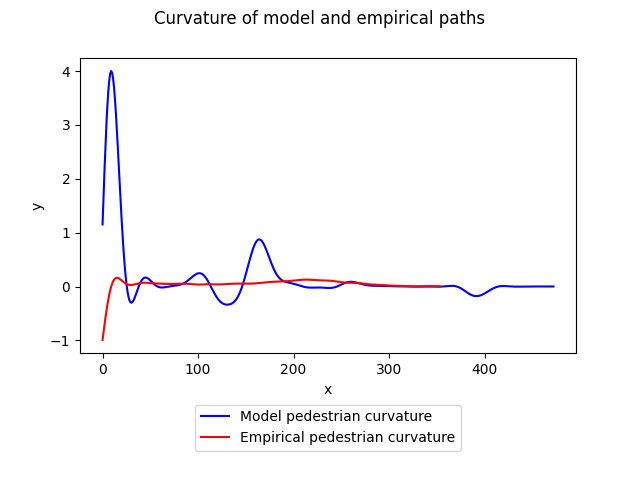 Curvature of model and empirical paths
4
3
2
1
0
−1
y
0 100 200 300 400
x
Model pedestrian curvature
Empirical pedestrian curvature